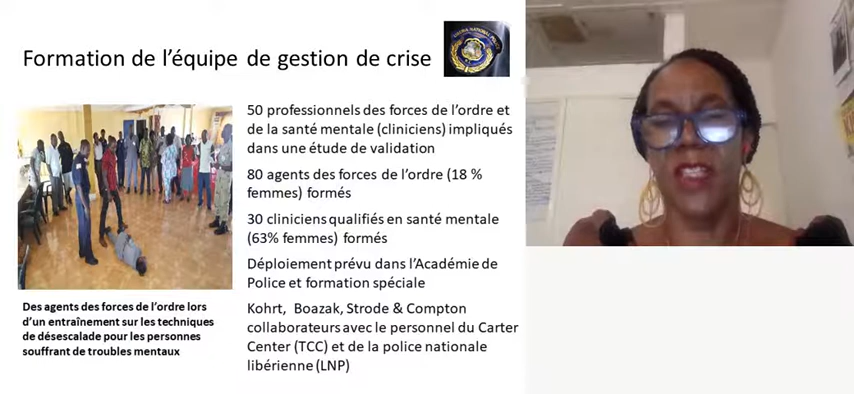 Formation de l'équipe de gestion de crise
50 professionnels des forces de l'ordre et
de la santé mentale (cliniciens) impliqués
dans une étude de validation
80 agents des forces de l'ordre (18 %
femmes) formés
30 cliniciens qualifiés en santé mentale
(63% femmes) formés
Déploiement prévu dans l'Académie de
Police et formation spéciale
Kohrt, Boazak, Strode & Compton
collaborateurs avec le personnel du Carter
Center (TCC) et de la police nationale
libérienne (LNP)
Des agents des forces de l'ordre lors
d'un entraînement sur les techniques
de désescalade pour les personnes
souffrant de troubles mentaux